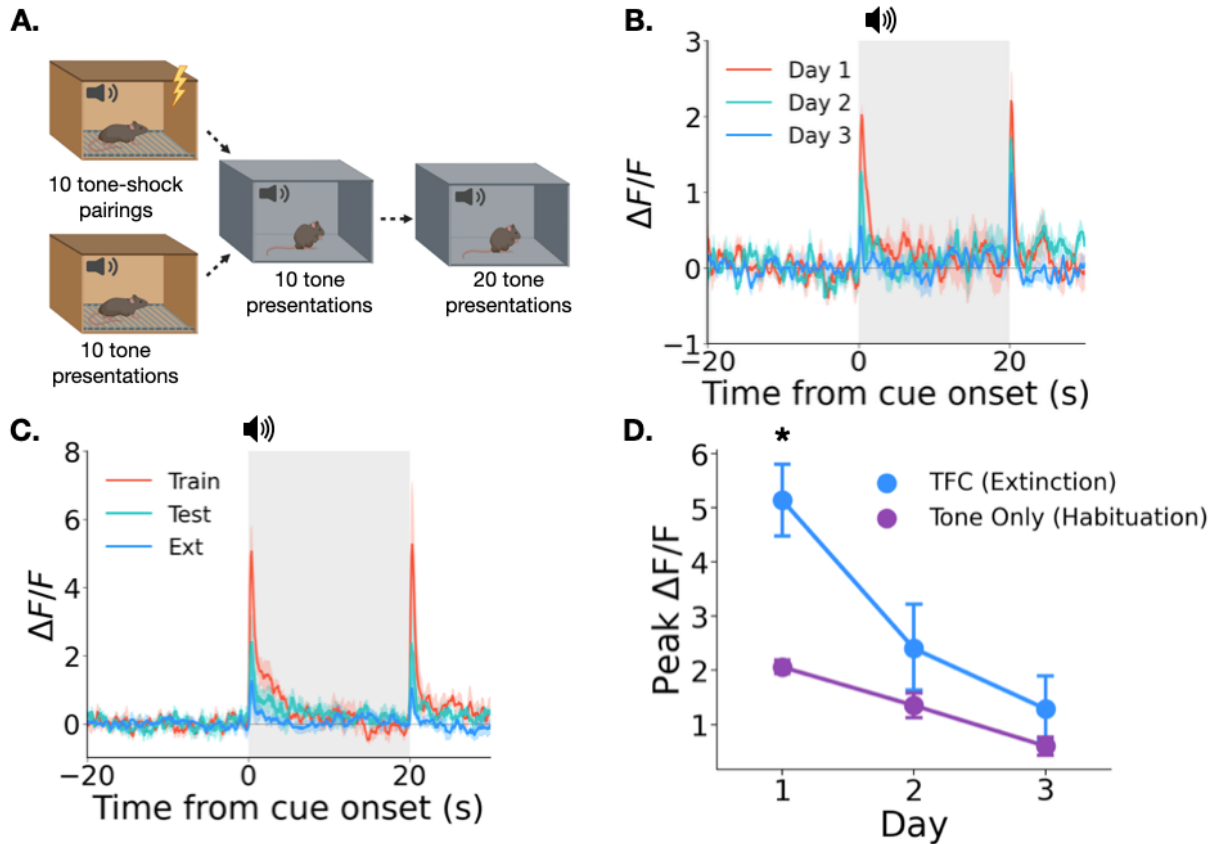 A.
10 tone-shock
pairings
10 tone
presentations
10 tone
presentations
20 tone
presentations
B.
3
2
1
0
−1
ΔF/F
Day 1
Day 2
Day 3
−20
0
20
Time from cue onset (s)
C.
8
6
4
2
0
ΔF/F
Train
Test
Ext
−20
0
20
Time from cue onset (s)
D.
*
6
5
4
3
2
1
Peak ΔF/F
TFC (Extinction)
Tone Only (Habituation)
1
2
3
Day